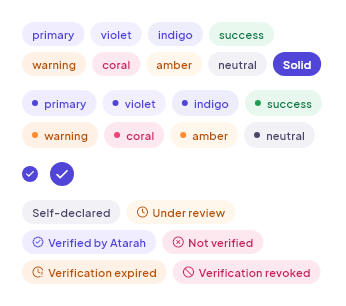 primary violet indigo success
warning coral amber neutral Solid
primary violet indigo success
warning coral amber neutral
Self-declared Under review
Verified by Atarah Not verified
Verification expired Verification revoked